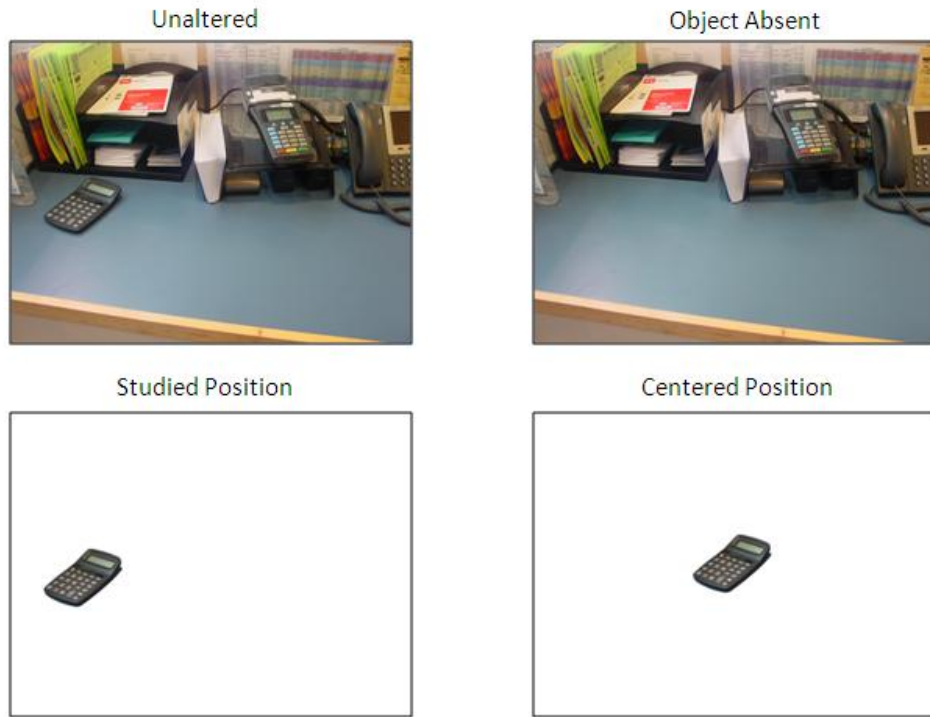 Unaltered
Object Absent
Studied Position
Centered Position